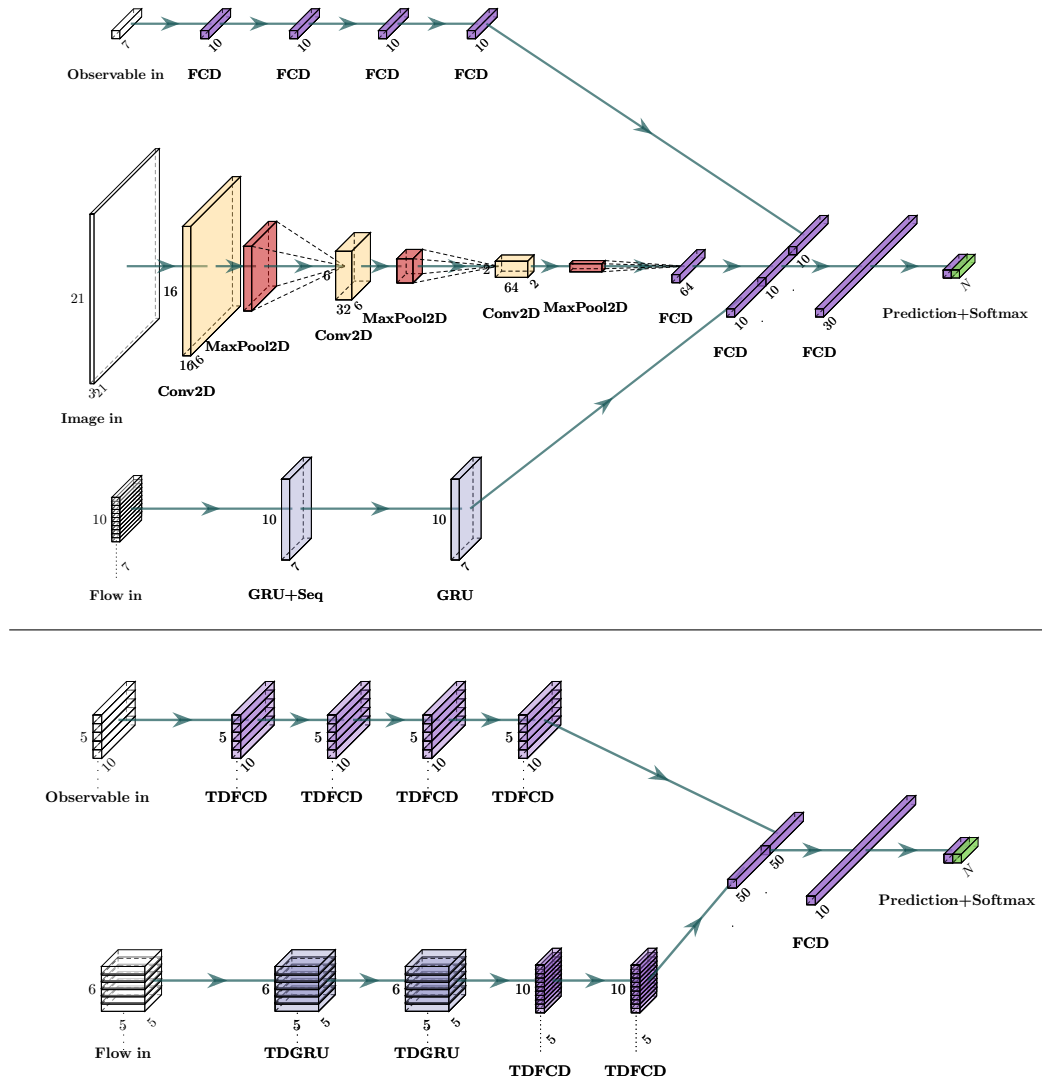 7
10
10
10
10
Observable in
FCD
FCD
FCD
FCD
21
16
6
2
3
21
16
16
32
6
64
2
64
10
10
10
30
N
Image in
Conv2D
MaxPool2D
Conv2D
MaxPool2D
Conv2D
MaxPool2D
FCD
FCD
FCD
Prediction+Softmax
10
10
10
7
7
7
Flow in
GRU+Seq
GRU
5
5
5
5
5
10
10
10
10
10
Observable in
TDFCD
TDFCD
TDFCD
TDFCD
50
50
10
N
FCD
Prediction+Softmax
6
6
6
10
10
5
5
5
5
5
5
5
5
Flow in
TDGRU
TDGRU
TDFCD
TDFCD